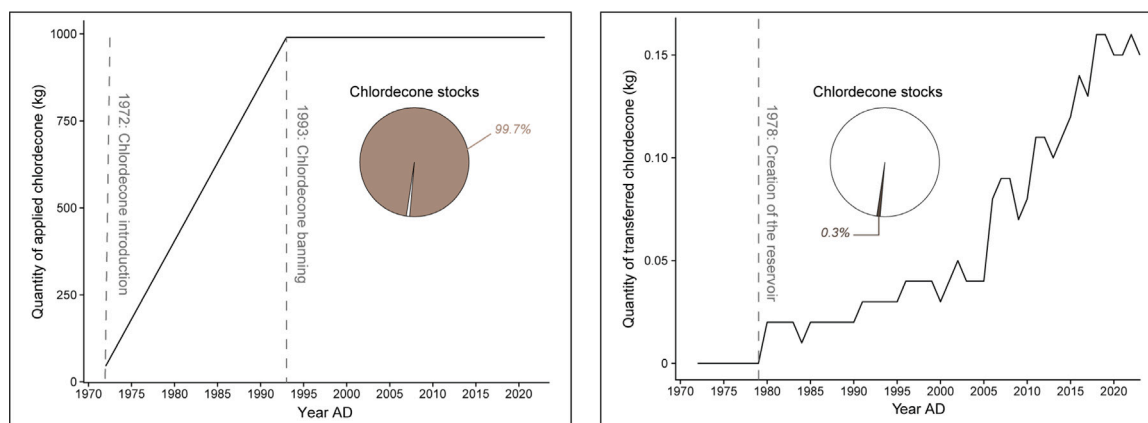 Quantity of applied chlordecone (kg)
1000
750
500
250
0
1972: Chlordecone introduction
1993: Chlordecone banning
Chlordecone stocks
99.7%
1970 1975 1980 1985 1990 1995 2000 2005 2010 2015 2020
Year AD
Quantity of transferred chlordecone (kg)
0.15
0.10
0.05
0
1978: Creation of the reservoir
Chlordecone stocks
0.3%
1970 1975 1980 1985 1990 1995 2000 2005 2010 2015 2020
Year AD